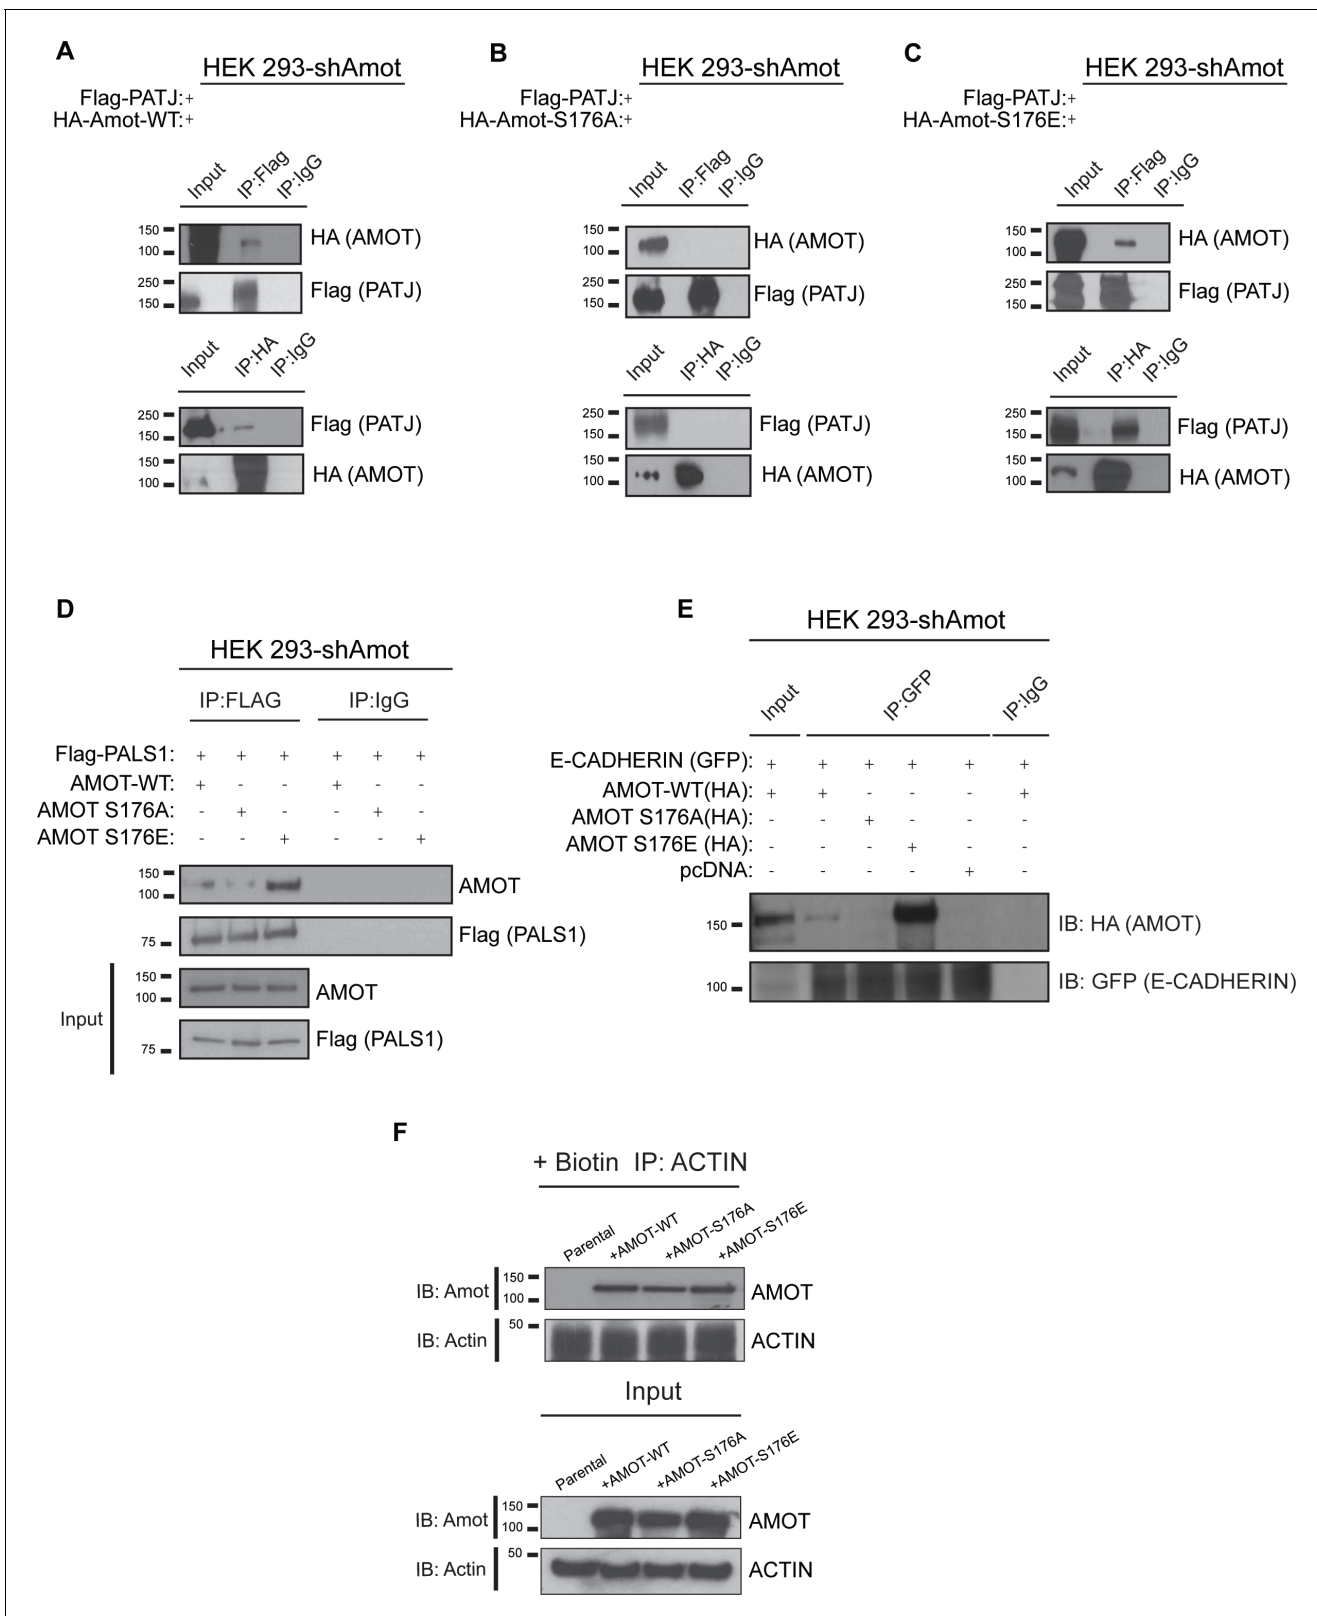 A
HEK 293-shAmot
Flag-PATJ:+
HA-Amot-WT:+
Input IP:Flag IP:IgG
150
100
HA (AMOT)
250
150
Flag (PATJ)
Input IP:HA IP:IgG
250
150
Flag (PATJ)
150
100
HA (AMOT)
B
HEK 293-shAmot
Flag-PATJ:+
HA-Amot-S176A:+
Input IP:Flag IP:IgG
150
100
HA (AMOT)
250
150
Flag (PATJ)
Input IP:HA IP:IgG
250
150
Flag (PATJ)
150
100
HA (AMOT)
C
HEK 293-shAmot
Flag-PATJ:+
HA-Amot-S176E:+
Input IP:Flag IP:IgG
150
100
HA (AMOT)
250
150
Flag (PATJ)
Input IP:HA IP:IgG
250
150
Flag (PATJ)
150
100
HA (AMOT)
D
HEK 293-shAmot
IP:FLAG IP:IgG
Flag-PALS1: + + + + + +
AMOT-WT: + - - + - -
AMOT S176A: - + - - + -
AMOT S176E: - - + - - +
150
100
AMOT
75
Flag (PALS1)
Input
150
100
AMOT
75
Flag (PALS1)
E
HEK 293-shAmot
Input IP:GFP IP:IgG
E-CADHERIN (GFP): + + + + + +
AMOT-WT(HA): + + - - - +
AMOT S176A(HA): - - + - - -
AMOT S176E (HA): - - - + - -
pcDNA: - - - - + -
150
IB: HA (AMOT)
100
IB: GFP (E-CADHERIN)
F
+ Biotin IP: ACTIN
Parental +AMOT-WT +AMOT-S176A +AMOT-S176E
IB: Amot
150
100
AMOT
IB: Actin
50
ACTIN
Input
Parental +AMOT-WT +AMOT-S176A +AMOT-S176E
IB: Amot
150
100
AMOT
IB: Actin
50
ACTIN